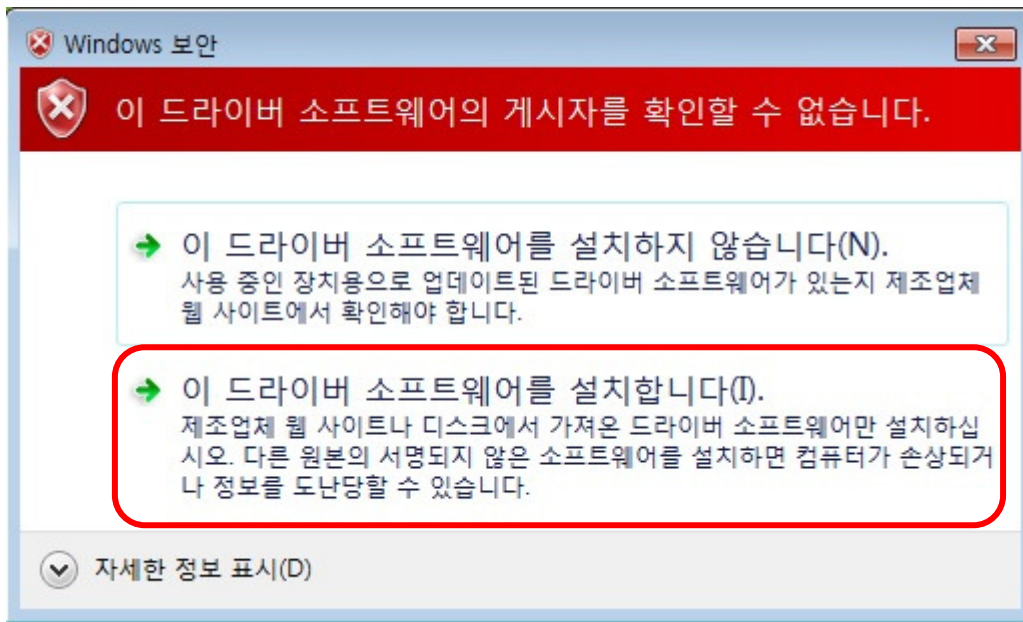 Windows 보안
이 드라이버 소프트웨어의 게시자를 확인할 수 없습니다.
이 드라이버 소프트웨어를 설치하지 않습니다(N).
사용 중인 장치용으로 업데이트된 드라이버 소프트웨어가 있는지 제조업체
웹 사이트에서 확인해야 합니다.
이 드라이버 소프트웨어를 설치합니다(I).
제조업체 웹 사이트나 디스크에서 가져온 드라이버 소프트웨어만 설치하십
시오. 다른 원본의 서명되지 않은 소프트웨어를 설치하면 컴퓨터가 손상되거
나 정보를 도난당할 수 있습니다.
자세한 정보 표시(D)